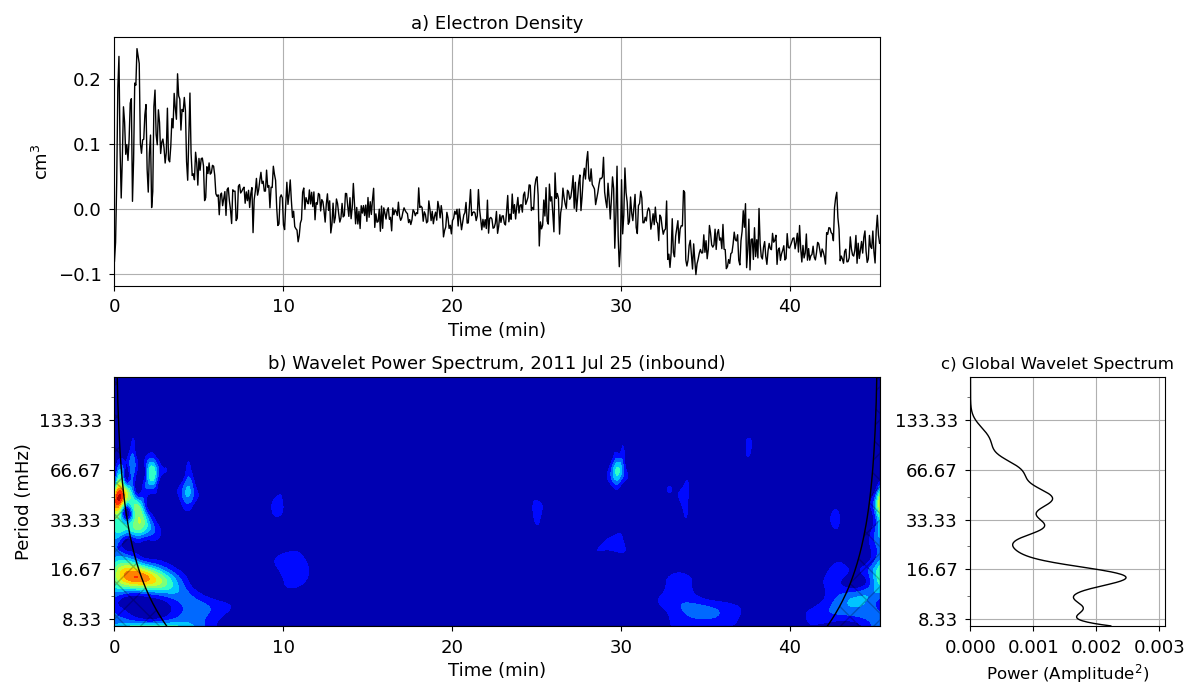 a) Electron Density
cm³
0.2
0.1
0.0
−0.1
0 10 20 30 40
Time (min)
b) Wavelet Power Spectrum, 2011 Jul 25 (inbound)
Period (mHz)
133.33
66.67
33.33
16.67
8.33
0 10 20 30 40
Time (min)
c) Global Wavelet Spectrum
133.33
66.67
33.33
16.67
8.33
0.000 0.001 0.002 0.003
Power (Amplitude²)